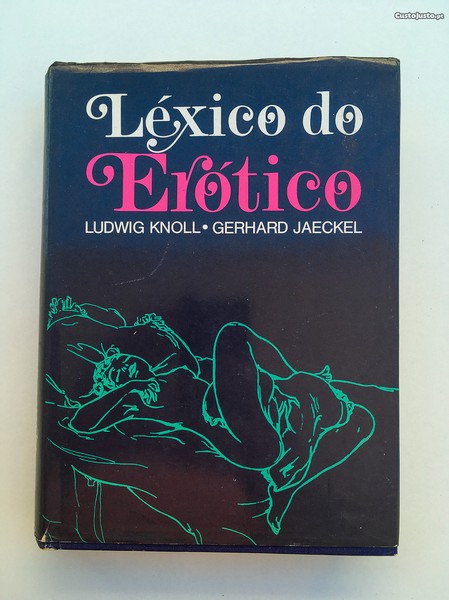 CustoJusto.pt
Léxico do
Erótico
LUDWIG KNOLL • GERHARD JAECKEL